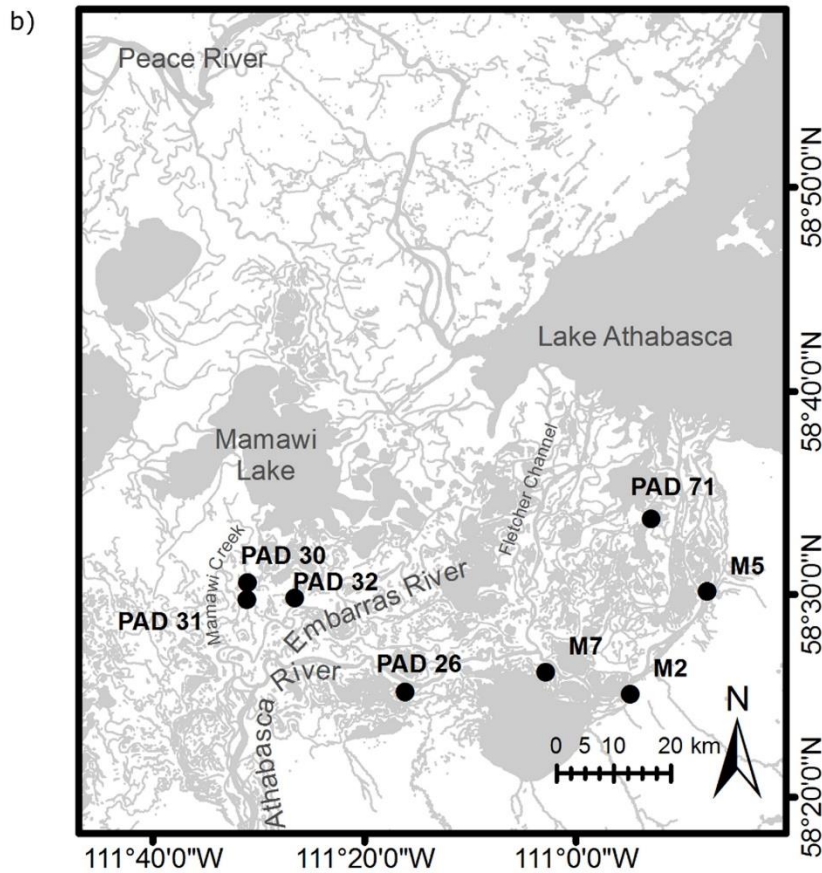 b)
Peace River
58°50'0"N
Lake Athabasca
58°40'0"N
Mamawi
Lake
Fletcher Channel
PAD 71
Mamawi Creek
PAD 30
PAD 32
M5
58°30'0"N
PAD 31
Embarras River
M7
PAD 26
River
M2
Athabasca
N
0 5 10 20 km
58°20'0"N
111°40'0"W 111°20'0"W 111°0'0"W